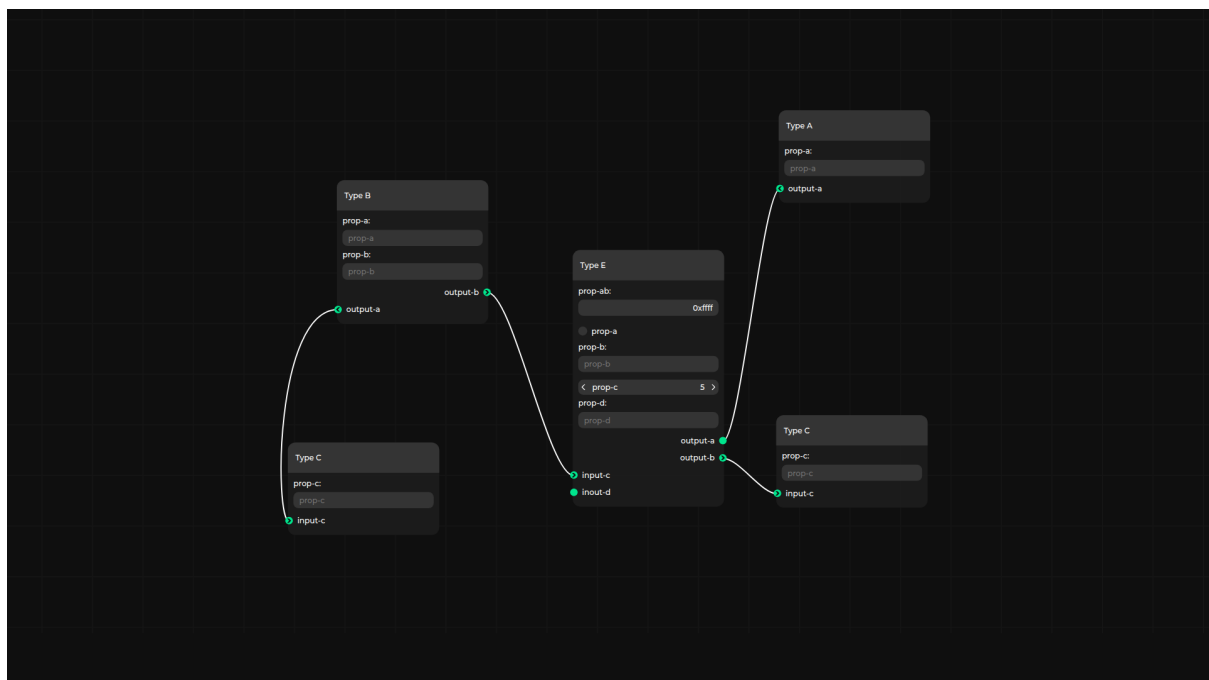 Type A
prop-a:
prop-a
output-a
Type B
prop-a:
prop-a
prop-b:
prop-b
output-b
output-a
Type E
prop-ab:
0xffff
prop-a
prop-b:
prop-b
prop-c 5
prop-d:
prop-d
output-a
output-b
input-c
inout-d
Type C
prop-c:
prop-c
input-c
Type C
prop-c:
prop-c
input-c